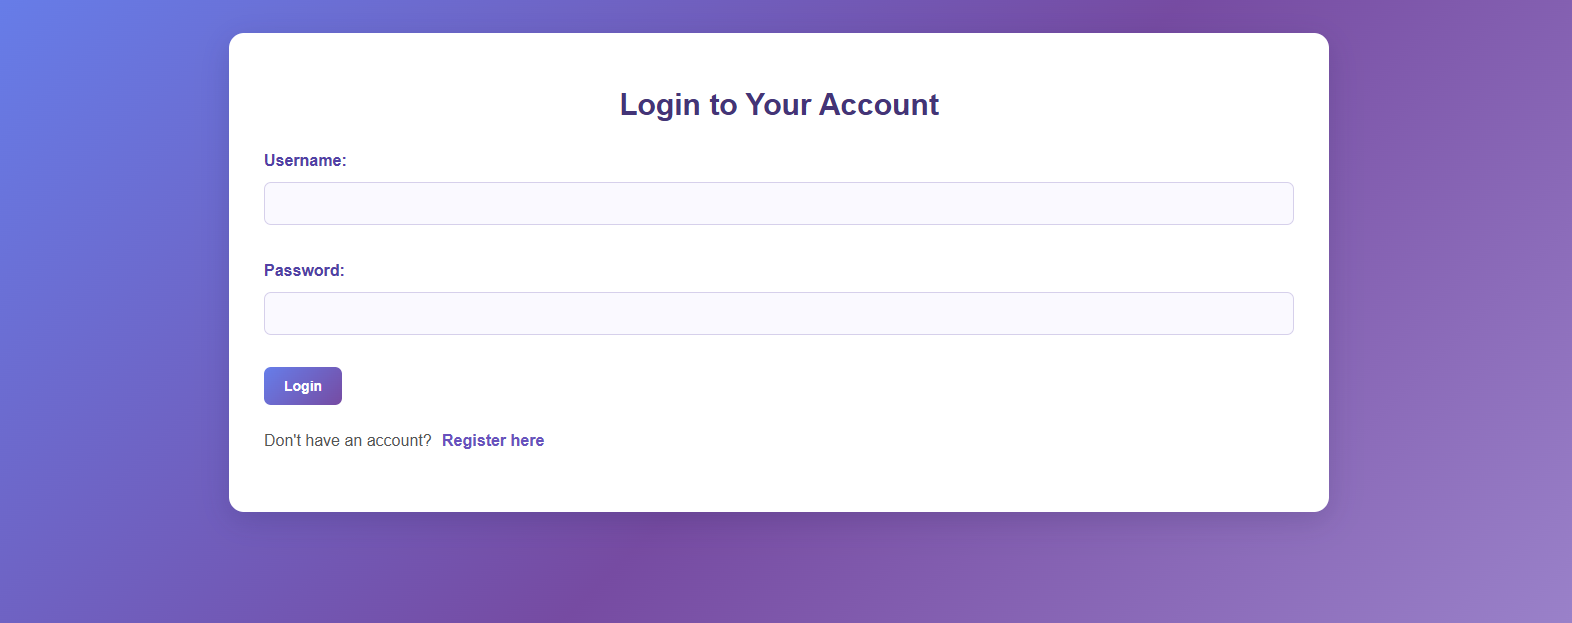 Login to Your Account
Username:
Password:
Login
Don't have an account? Register here